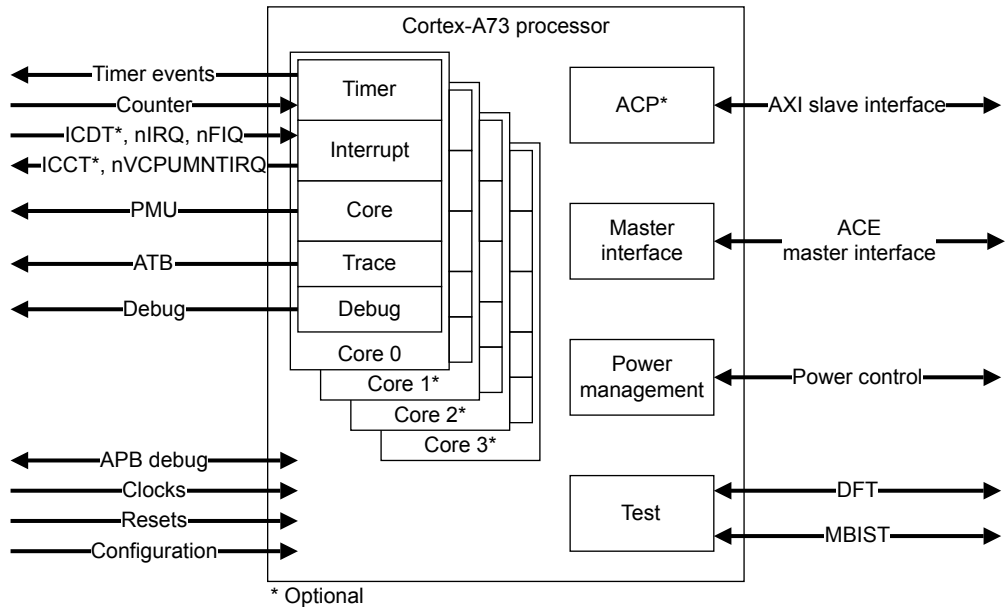 Cortex-A73 processor
Timer events
Counter
ICDT*, nIRQ, nFIQ
ICCT*, nVCPUMNTIRQ
PMU
ATB
Debug
Timer
Interrupt
Core
Trace
Debug
Core 0
Core 1*
Core 2*
Core 3*
APB debug
Clocks
Resets
Configuration
ACP*
AXI slave interface
Master
interface
ACE
master interface
Power
management
Power control
Test
DFT
MBIST
* Optional